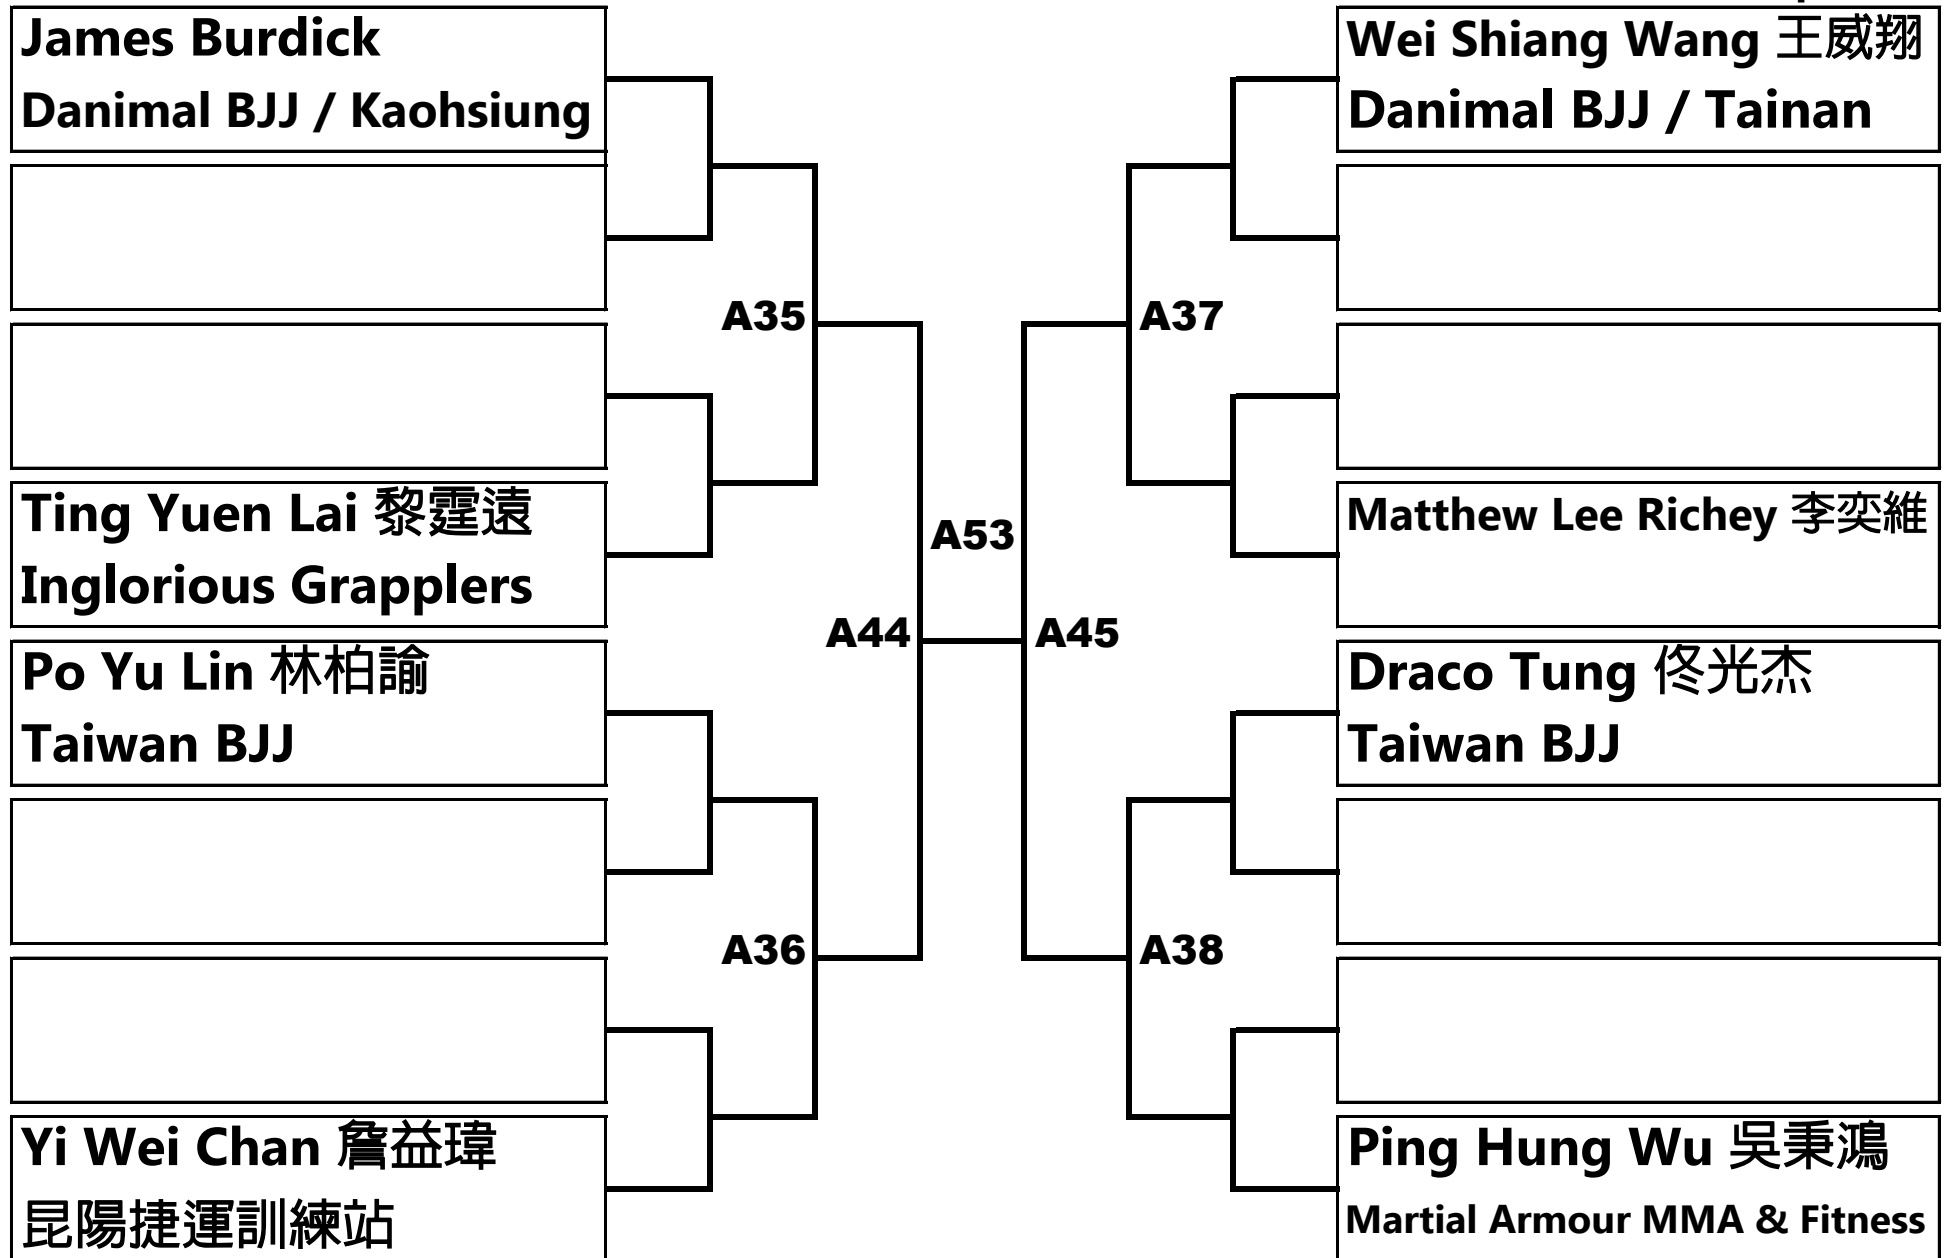 James Burdick
Danimal BJJ / Kaohsiung
Ting Yuen Lai 黎霆遠
Inglorious Grapplers
Po Yu Lin 林柏諭
Taiwan BJJ
Yi Wei Chan 詹益瑋
昆陽捷運訓練站
A35
A36
A44
A53
A45
A37
A38
Wei Shiang Wang 王威翔
Danimal BJJ / Tainan
Matthew Lee Richey 李奕維
Draco Tung 佟光杰
Taiwan BJJ
Ping Hung Wu 吳秉鴻
Martial Armour MMA & Fitness